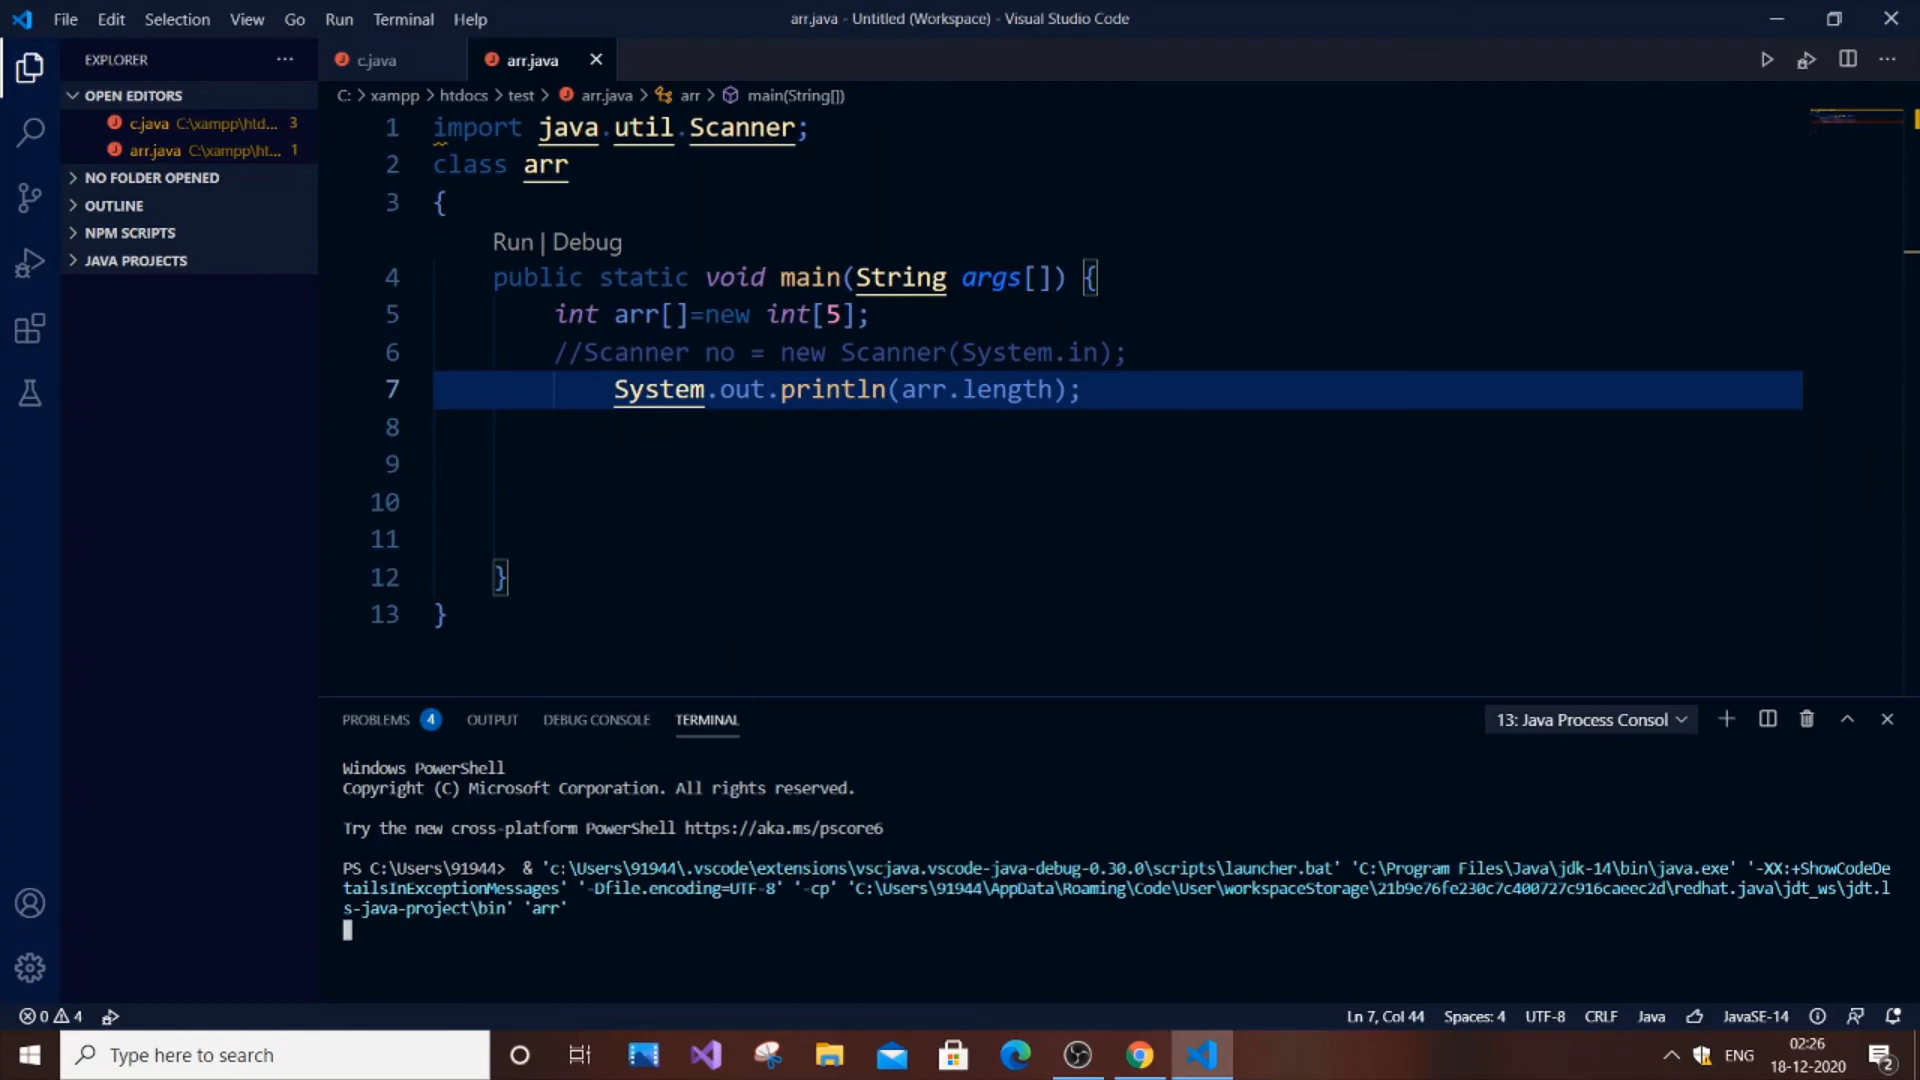 File Edit Selection View Go Run Terminal Help
arr.java - Untitled (Workspace) - Visual Studio Code
EXPLORER
OPEN EDITORS
c.java C:\xampp\htd... 3
arr.java C:\xampp\ht... 1
NO FOLDER OPENED
OUTLINE
NPM SCRIPTS
JAVA PROJECTS
c.java
arr.java
C: > xampp > htdocs > test > arr.java > arr > main(String[])
1 import java.util.Scanner;
2 class arr
3 {
Run | Debug
4 public static void main(String args[]) {
5 int arr[]=new int[5];
6 //Scanner no = new Scanner(System.in);
7 System.out.println(arr.length);
8
9
10
11
12 }
13 }
PROBLEMS 4 OUTPUT DEBUG CONSOLE TERMINAL
13: Java Process Consol
Windows PowerShell
Copyright (C) Microsoft Corporation. All rights reserved.
Try the new cross-platform PowerShell https://aka.ms/pscore6
PS C:\Users\91944> & 'c:\Users\91944\.vscode\extensions\vscjava.vscode-java-debug-0.30.0\scripts\launcher.bat' 'C:\Program Files\Java\jdk-14\bin\java.exe' '-XX:+ShowCodeDe
tailsInExceptionMessages' '-Dfile.encoding=UTF-8' '-cp' 'C:\Users\91944\AppData\Roaming\Code\User\workspaceStorage\21b9e76fe230c7c400727c916caeec2d\redhat.java\jdt_ws\jdt.l
s-java-project\bin' 'arr'
0 4
Ln 7, Col 44 Spaces: 4 UTF-8 CRLF Java JavaSE-14
Type here to search
ENG
02:26
18-12-2020
2